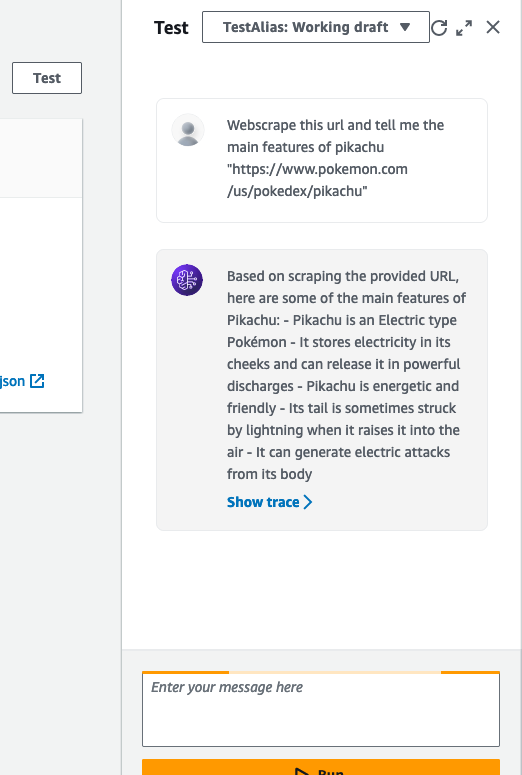 Test
TestAlias: Working draft
Test
Webscrape this url and tell me the
main features of pikachu
"https://www.pokemon.com
/us/pokedex/pikachu"
Based on scraping the provided URL,
here are some of the main features of
Pikachu: - Pikachu is an Electric type
Pokémon - It stores electricity in its
cheeks and can release it in powerful
discharges - Pikachu is energetic and
friendly - Its tail is sometimes struck
by lightning when it raises it into the
air - It can generate electric attacks
from its body
Show trace
json
Enter your message here
Run